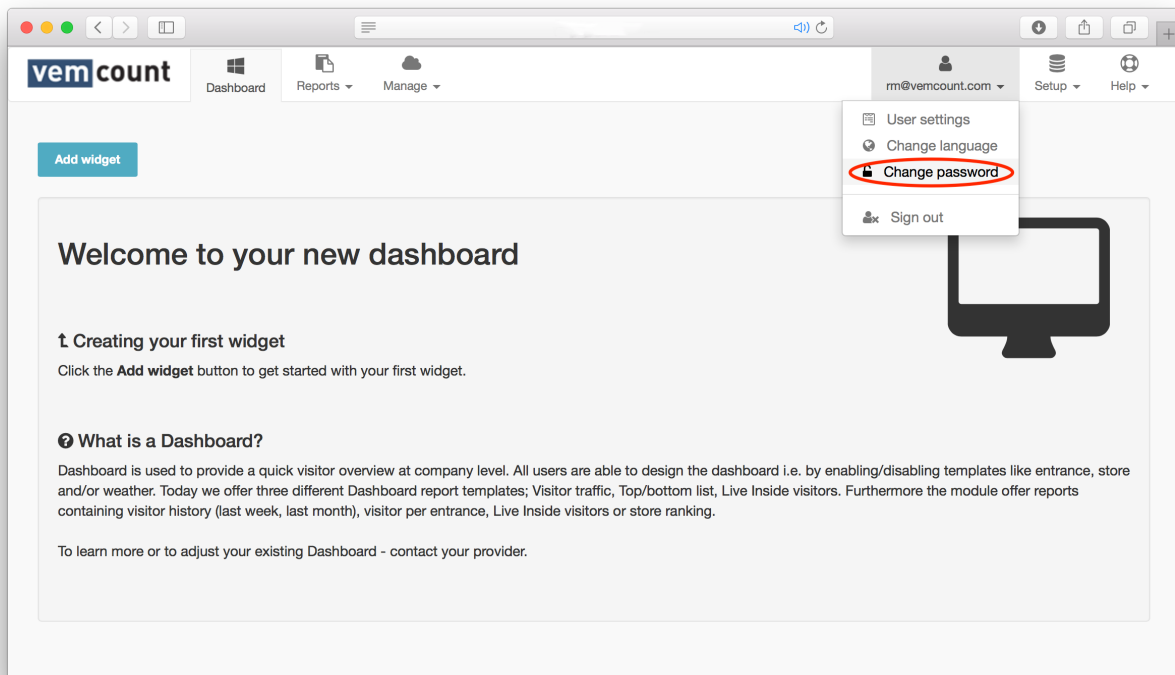 vemcount
Dashboard
Reports
Manage
rm@vemcount.com
Setup
Help
User settings
Change language
Change password
Sign out
Add widget
Welcome to your new dashboard
Creating your first widget
Click the Add widget button to get started with your first widget.
What is a Dashboard?
Dashboard is used to provide a quick visitor overview at company level. All users are able to design the dashboard i.e. by enabling/disabling templates like entrance, store
and/or weather. Today we offer three different Dashboard report templates; Visitor traffic, Top/bottom list, Live Inside visitors. Furthermore the module offer reports
containing visitor history (last week, last month), visitor per entrance, Live Inside visitors or store ranking.
To learn more or to adjust your existing Dashboard - contact your provider.